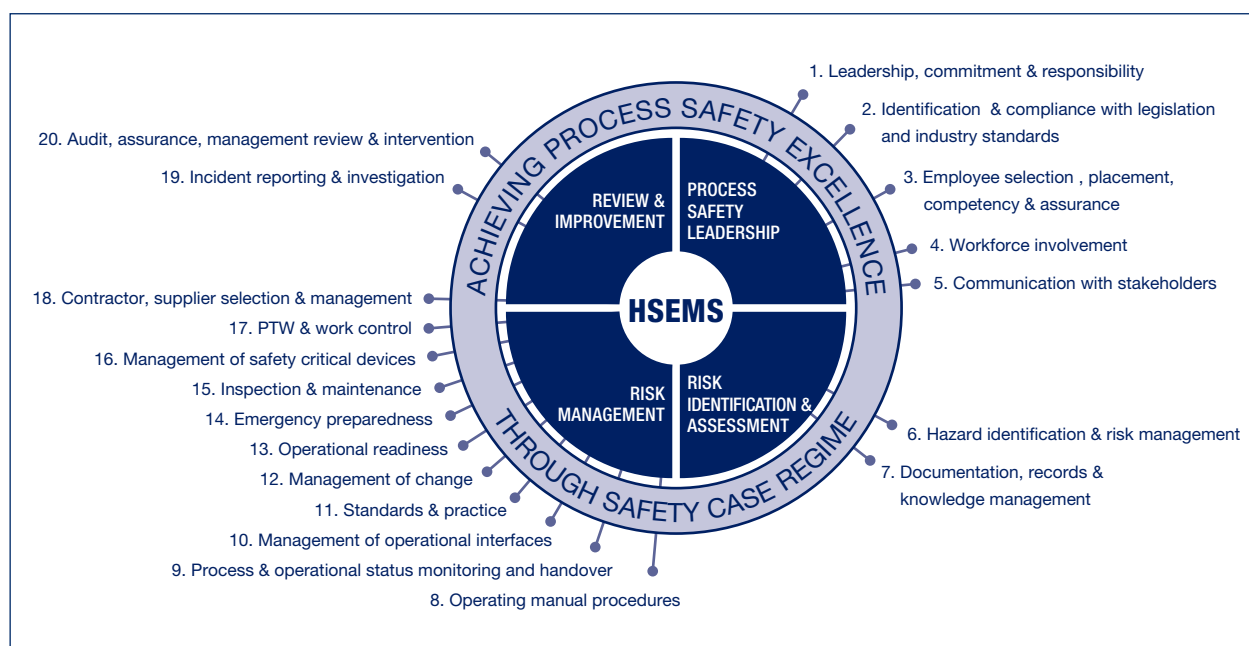 ACHIEVING PROCESS SAFETY EXCELLENCE
THROUGH SAFETY CASE REGIME
HSEMS
PROCESS
SAFETY
LEADERSHIP
RISK
IDENTIFICATION &
ASSESSMENT
RISK
MANAGEMENT
REVIEW &
IMPROVEMENT
1. Leadership, commitment & responsibility
2. Identification & compliance with legislation
and industry standards
3. Employee selection , placement,
competency & assurance
4. Workforce involvement
5. Communication with stakeholders
6. Hazard identification & risk management
7. Documentation, records &
knowledge management
8. Operating manual procedures
9. Process & operational status monitoring and handover
10. Management of operational interfaces
11. Standards & practice
12. Management of change
13. Operational readiness
14. Emergency preparedness
15. Inspection & maintenance
16. Management of safety critical devices
17. PTW & work control
18. Contractor, supplier selection & management
19. Incident reporting & investigation
20. Audit, assurance, management review & intervention